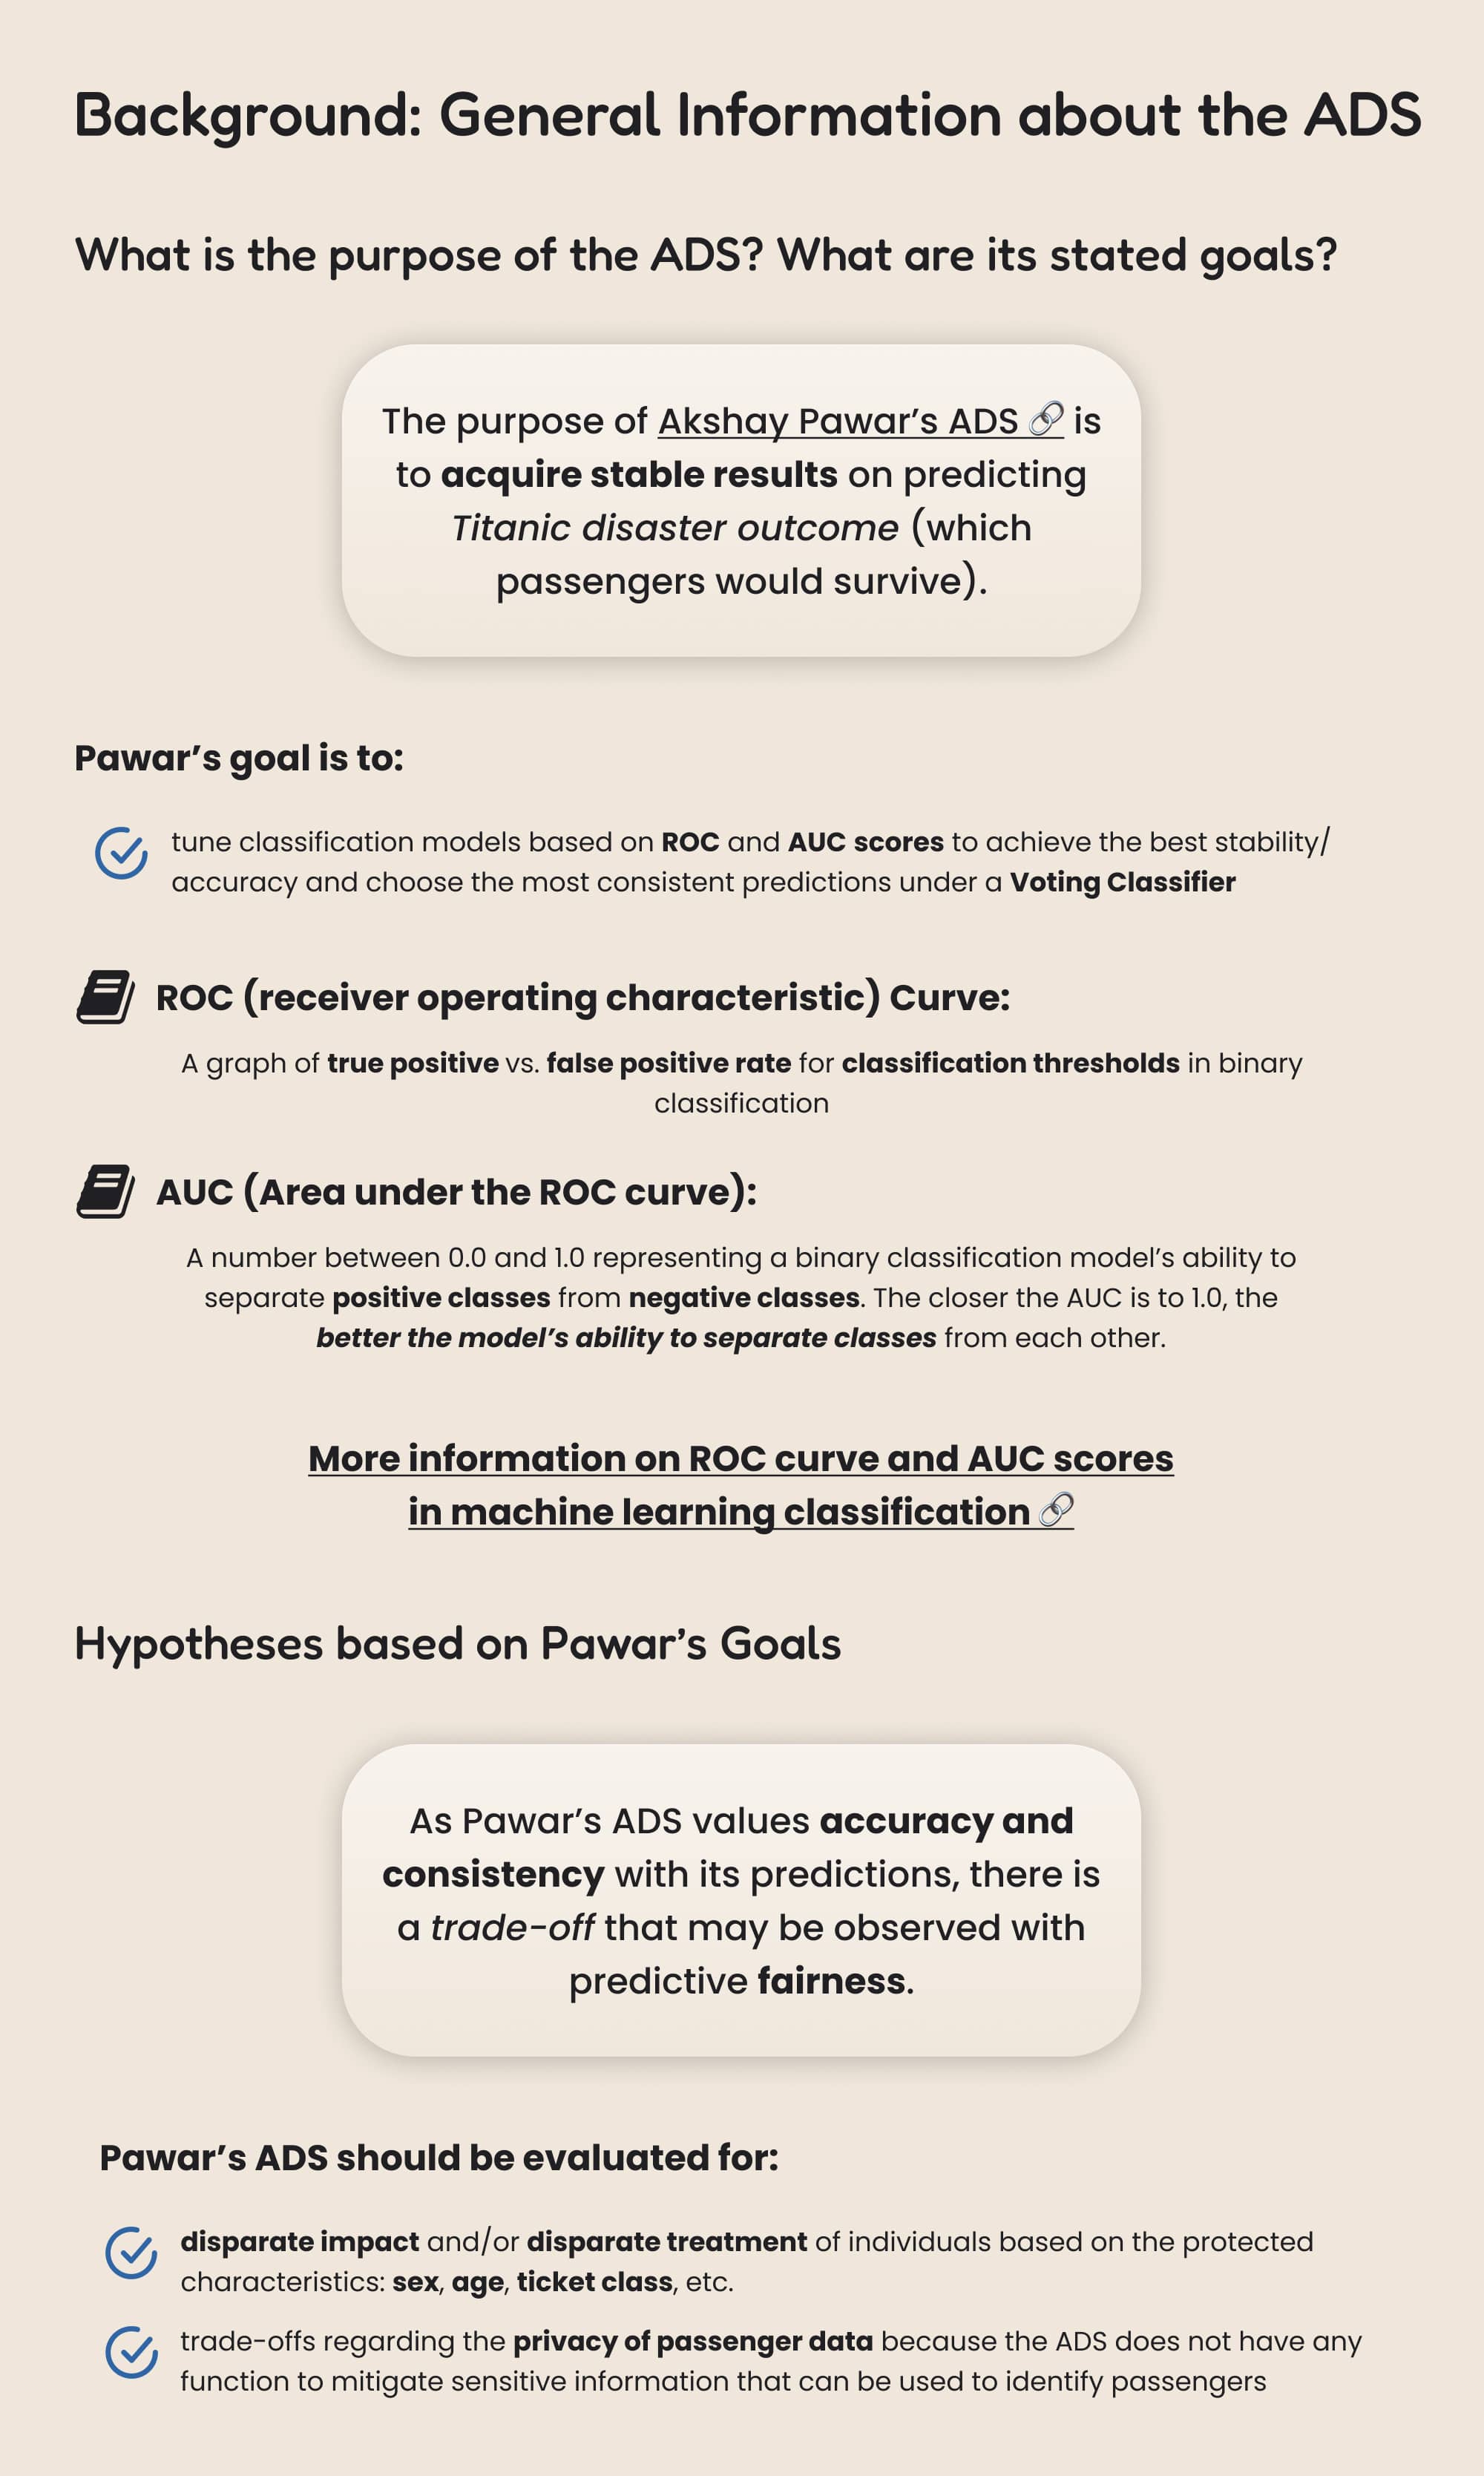 Background: General Information about the ADS
What is the purpose of the ADS? What are its stated goals?
The purpose of Akshay Pawar’s ADS 🔗 is
to acquire stable results on predicting
Titanic disaster outcome (which
passengers would survive).
Pawar’s goal is to:
tune classification models based on ROC and AUC scores to achieve the best stability/
accuracy and choose the most consistent predictions under a Voting Classifier
ROC (receiver operating characteristic) Curve:
A graph of true positive vs. false positive rate for classification thresholds in binary
classification
AUC (Area under the ROC curve):
A number between 0.0 and 1.0 representing a binary classification model’s ability to
separate positive classes from negative classes. The closer the AUC is to 1.0, the
better the model’s ability to separate classes from each other.
More information on ROC curve and AUC scores
in machine learning classification 🔗
Hypotheses based on Pawar’s Goals
As Pawar’s ADS values accuracy and
consistency with its predictions, there is
a trade-off that may be observed with
predictive fairness.
Pawar’s ADS should be evaluated for:
disparate impact and/or disparate treatment of individuals based on the protected
characteristics: sex, age, ticket class, etc.
trade-offs regarding the privacy of passenger data because the ADS does not have any
function to mitigate sensitive information that can be used to identify passengers